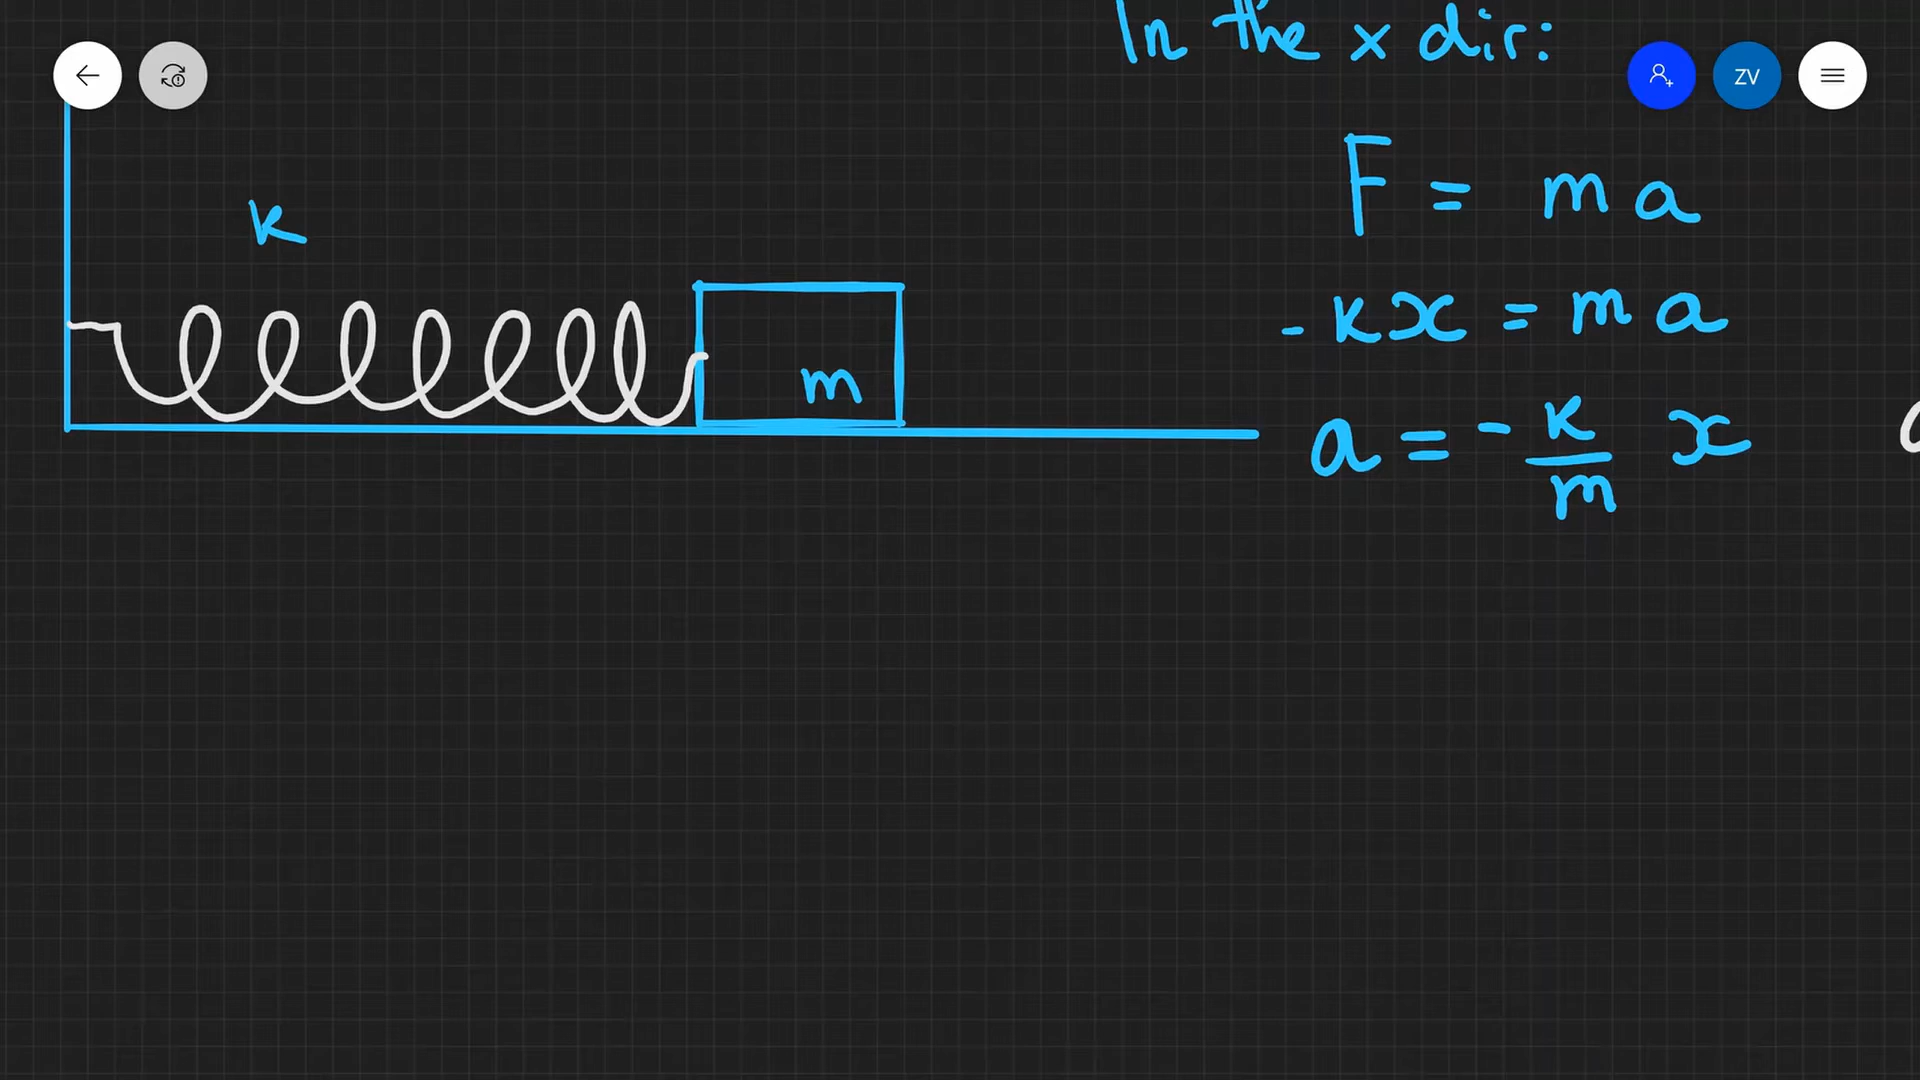 In the x dir:
ZV
F = ma
k
-kx = ma
m
a = - k/m x